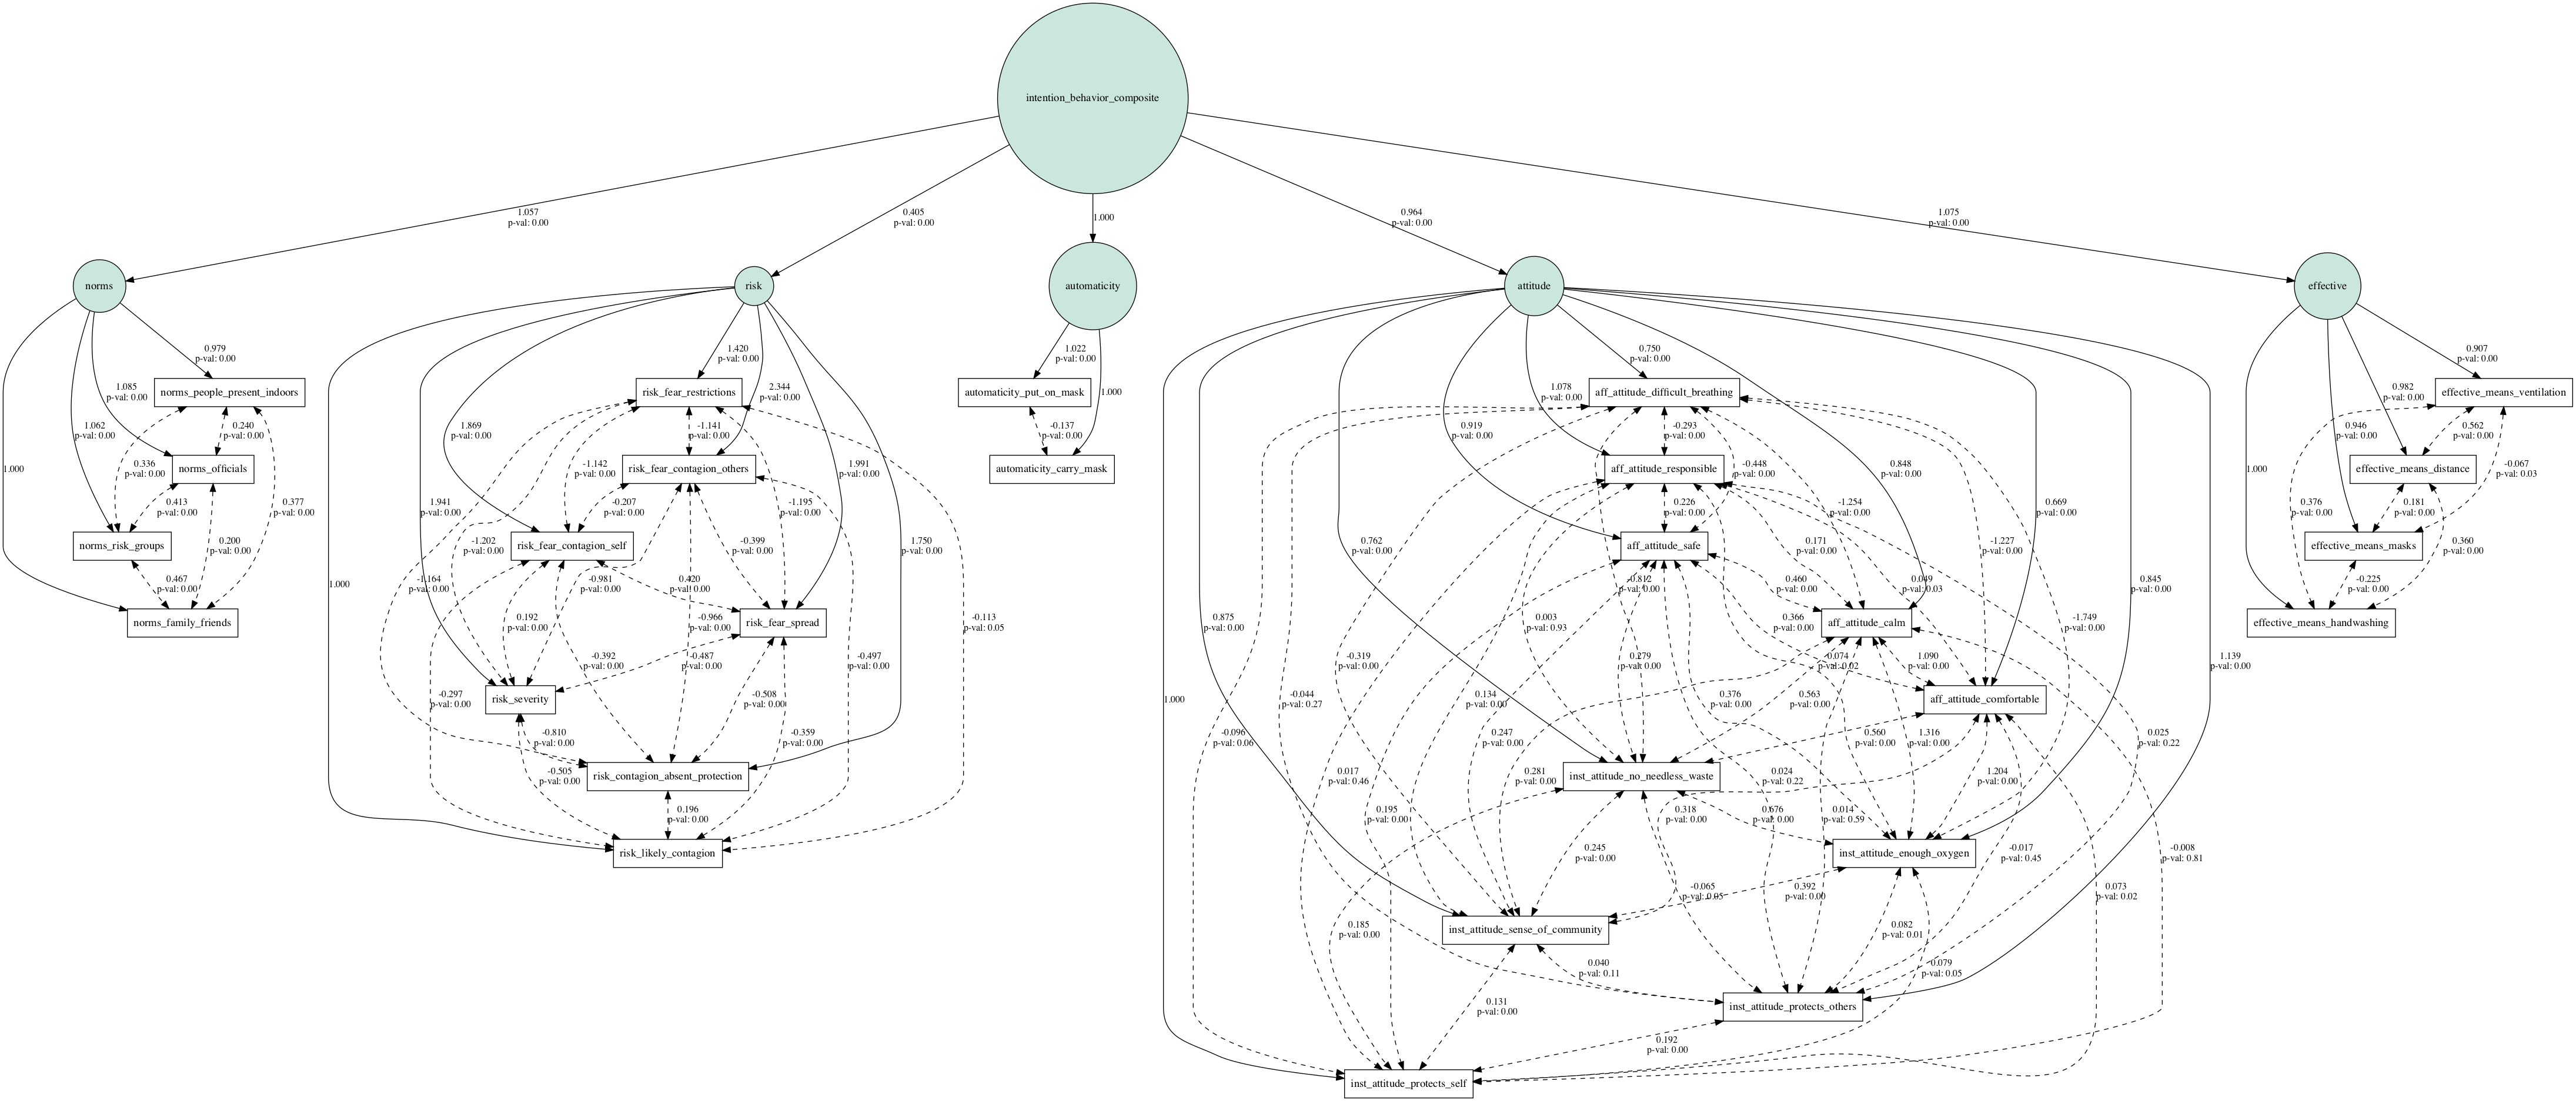 intention_behavior_composite
1.057
p-val: 0.00
0.405
p-val: 0.00
1.000
0.964
p-val: 0.00
1.075
p-val: 0.00
norms
risk
automaticity
attitude
effective
0.979
p-val: 0.00
1.085
p-val: 0.00
1.062
p-val: 0.00
1.000
norms_people_present_indoors
0.240
p-val: 0.00
norms_officials
0.336
p-val: 0.00
0.413
p-val: 0.00
0.377
p-val: 0.00
norms_risk_groups
0.200
p-val: 0.00
0.467
p-val: 0.00
norms_family_friends
1.420
p-val: 0.00
2.344
p-val: 0.00
1.869
p-val: 0.00
1.991
p-val: 0.00
1.941
p-val: 0.00
1.750
p-val: 0.00
1.000
risk_fear_restrictions
-1.141
p-val: 0.00
risk_fear_contagion_others
-1.142
p-val: 0.00
-0.207
p-val: 0.00
-1.195
p-val: 0.00
risk_fear_contagion_self
-1.202
p-val: 0.00
-0.399
p-val: 0.00
-1.164
p-val: 0.00
-0.981
p-val: 0.00
0.420
p-val: 0.00
risk_fear_spread
0.192
p-val: 0.00
-0.966
p-val: 0.00
-0.113
p-val: 0.05
-0.392
p-val: 0.00
-0.487
p-val: 0.00
-0.497
p-val: 0.00
risk_severity
-0.297
p-val: 0.00
-0.508
p-val: 0.00
-0.810
p-val: 0.00
-0.359
p-val: 0.00
risk_contagion_absent_protection
-0.505
p-val: 0.00
0.196
p-val: 0.00
risk_likely_contagion
1.022
p-val: 0.00
1.000
automaticity_put_on_mask
-0.137
p-val: 0.00
automaticity_carry_mask
0.750
p-val: 0.00
1.078
p-val: 0.00
0.919
p-val: 0.00
0.848
p-val: 0.00
0.669
p-val: 0.00
0.762
p-val: 0.00
0.845
p-val: 0.00
0.875
p-val: 0.00
1.139
p-val: 0.00
1.000
aff_attitude_difficult_breathing
-0.293
p-val: 0.00
aff_attitude_responsible
-0.448
p-val: 0.00
0.226
p-val: 0.00
-1.254
p-val: 0.00
aff_attitude_safe
0.171
p-val: 0.00
-1.227
p-val: 0.00
-0.812
p-val: 0.00
0.460
p-val: 0.00
0.049
p-val: 0.03
aff_attitude_calm
0.003
p-val: 0.93
0.366
p-val: 0.00
-1.749
p-val: 0.00
-0.319
p-val: 0.00
0.279
p-val: 0.00
0.074
p-val: 0.02
1.090
p-val: 0.00
aff_attitude_comfortable
-0.044
p-val: 0.27
0.134
p-val: 0.00
0.376
p-val: 0.00
0.563
p-val: 0.00
-0.096
p-val: 0.06
0.247
p-val: 0.00
0.560
p-val: 0.00
1.316
p-val: 0.00
0.025
p-val: 0.22
inst_attitude_no_needless_waste
0.017
p-val: 0.46
0.281
p-val: 0.00
0.024
p-val: 0.22
1.204
p-val: 0.00
0.195
p-val: 0.00
0.318
p-val: 0.00
0.676
p-val: 0.00
0.014
p-val: 0.59
inst_attitude_enough_oxygen
0.245
p-val: 0.00
-0.017
p-val: 0.45
-0.008
p-val: 0.81
-0.065
p-val: 0.05
0.392
p-val: 0.00
0.073
p-val: 0.02
inst_attitude_sense_of_community
0.185
p-val: 0.00
0.082
p-val: 0.01
0.040
p-val: 0.11
0.079
p-val: 0.05
inst_attitude_protects_others
0.131
p-val: 0.00
0.192
p-val: 0.00
inst_attitude_protects_self
0.907
p-val: 0.00
0.982
p-val: 0.00
0.946
p-val: 0.00
1.000
effective_means_ventilation
0.562
p-val: 0.00
effective_means_distance
-0.067
p-val: 0.03
0.376
p-val: 0.00
0.181
p-val: 0.00
effective_means_masks
0.360
p-val: 0.00
-0.225
p-val: 0.00
effective_means_handwashing